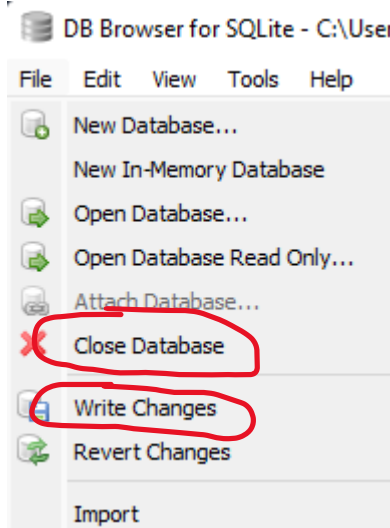 DB Browser for SQLite - C:\User
File Edit View Tools Help
New Database...
New In-Memory Database
Open Database...
Open Database Read Only...
Attach Database...
Close Database
Write Changes
Revert Changes
Import